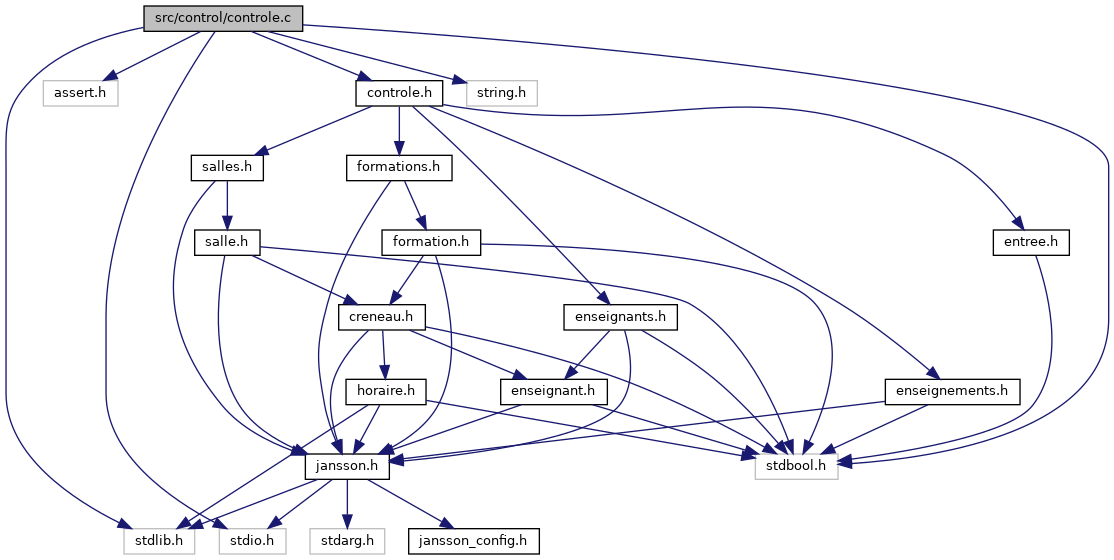 src/control/controle.c
assert.h
controle.h
string.h
salles.h
formations.h
salle.h
formation.h
entree.h
creneau.h
enseignants.h
horaire.h
enseignant.h
enseignements.h
jansson.h
stdbool.h
stdlib.h
stdio.h
stdarg.h
jansson_config.h